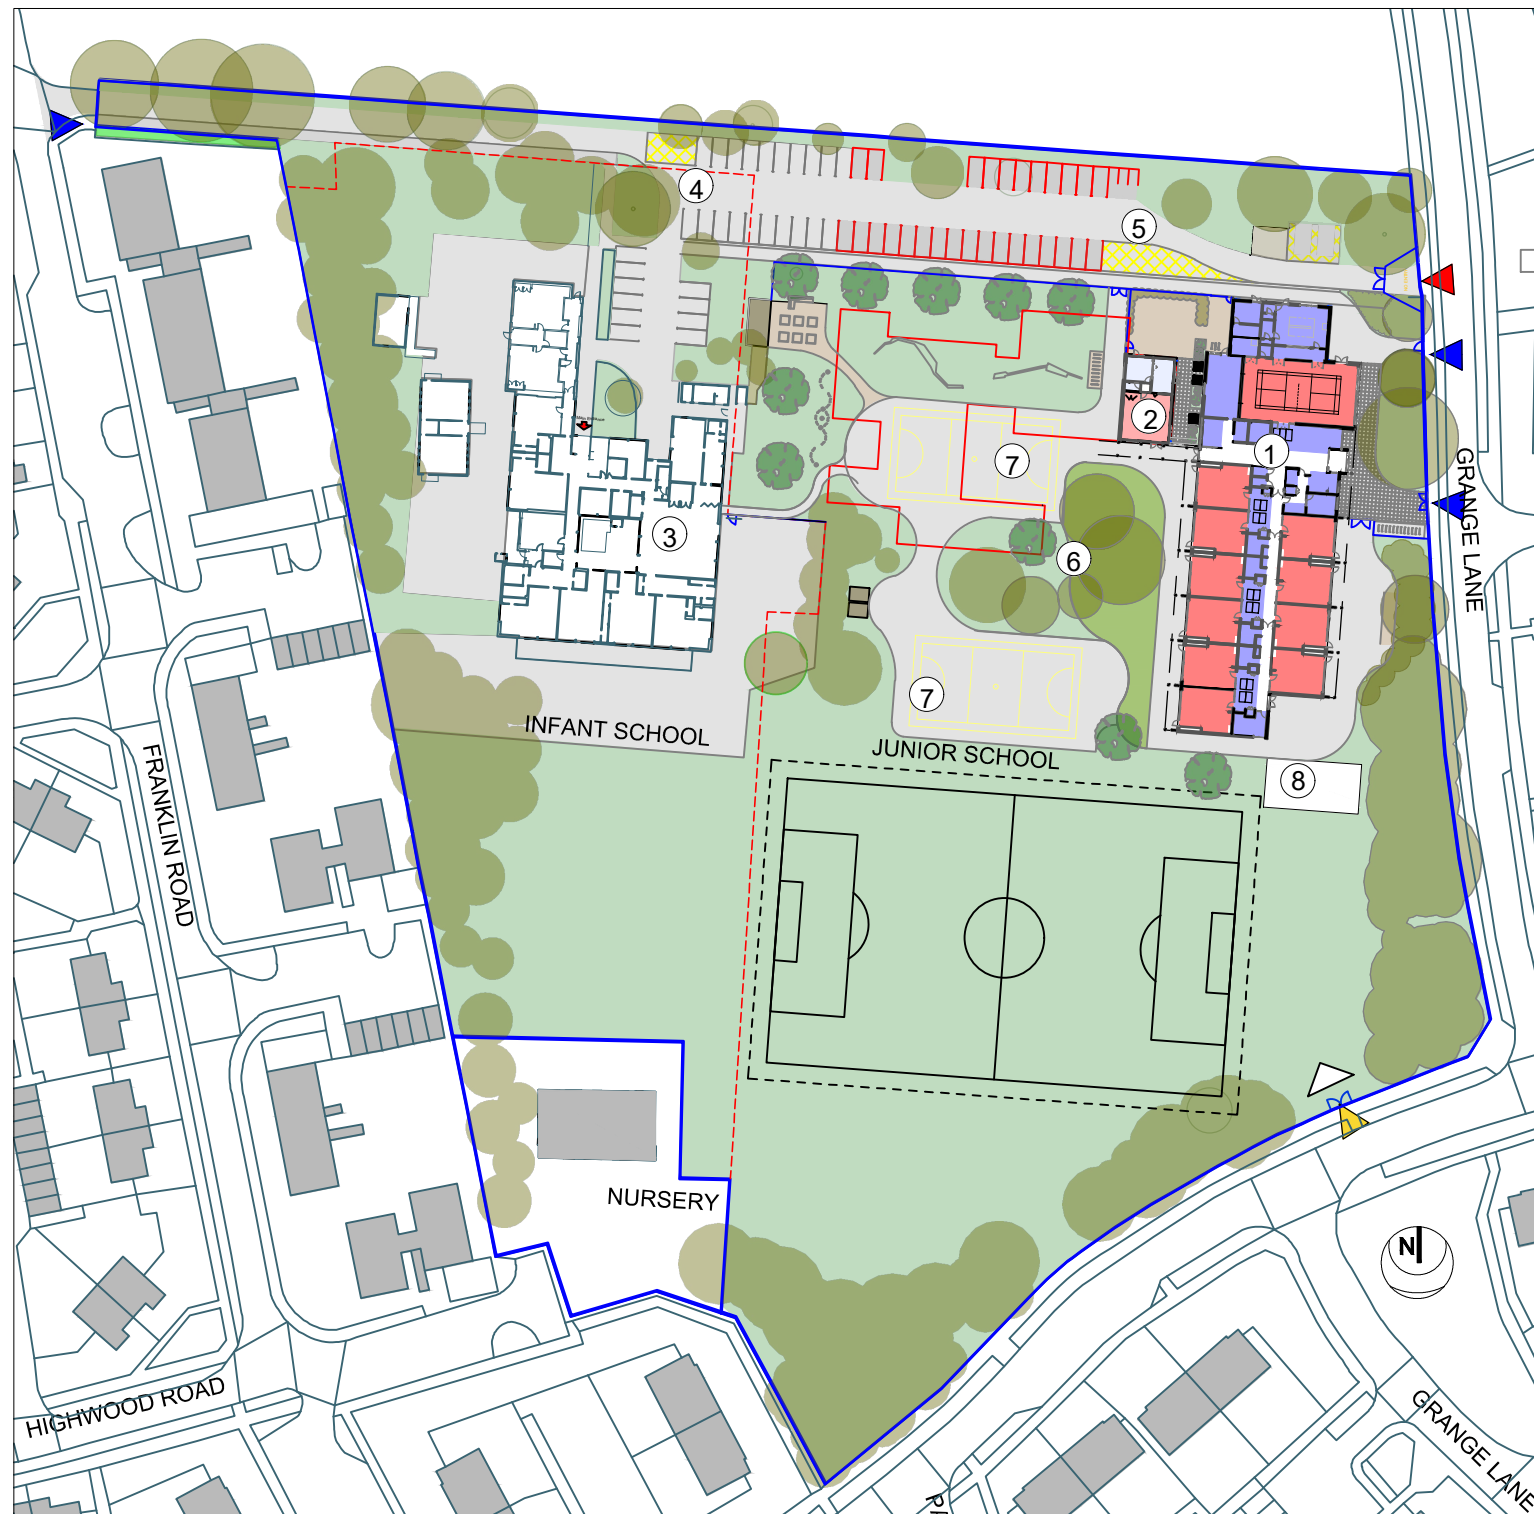 4
5
2
1
7
3
6
GRANGE LANE
7
INFANT SCHOOL
JUNIOR SCHOOL
8
FRANKLIN ROAD
NURSERY
N
HIGHWOOD ROAD
GRANGE LANE